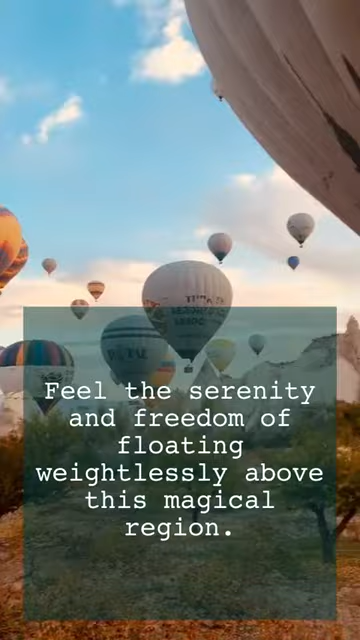 Feel the serenity
and freedom of
floating
weightlessly above
this magical
region.